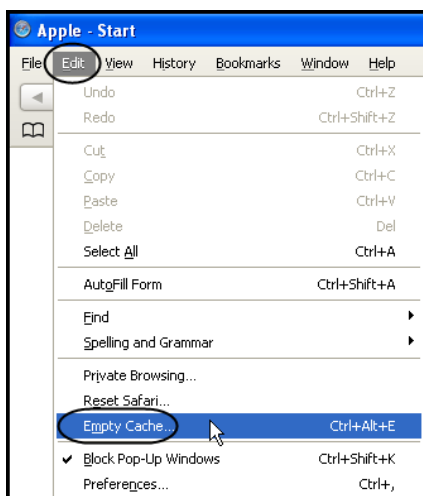 Apple - Start
File Edit View History Bookmarks Window Help
Undo Ctrl+Z
Redo Ctrl+Shift+Z
Cut Ctrl+X
Copy Ctrl+C
Paste Ctrl+V
Delete Del
Select All Ctrl+A
AutoFill Form Ctrl+Shift+A
Find
Spelling and Grammar
Private Browsing...
Reset Safari...
Empty Cache... Ctrl+Alt+E
Block Pop-Up Windows Ctrl+Shift+K
Preferences... Ctrl+,